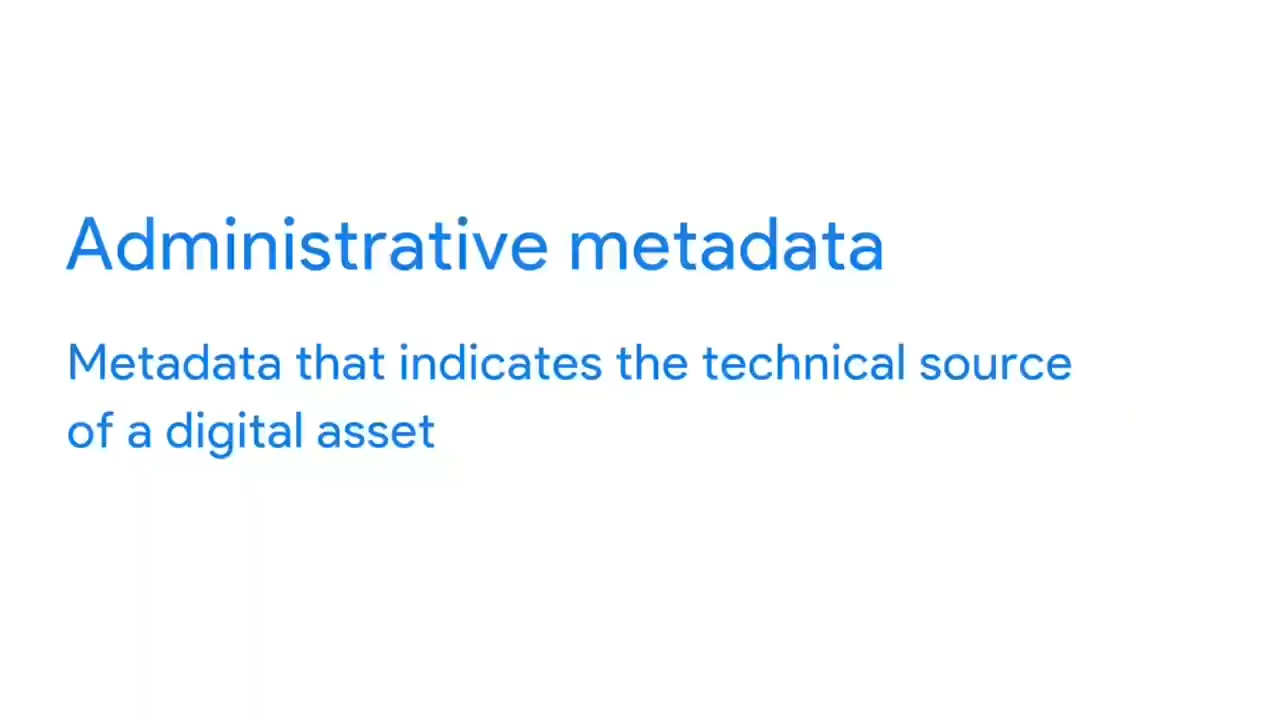 Administrative metadata
Metadata that indicates the technical source
of a digital asset